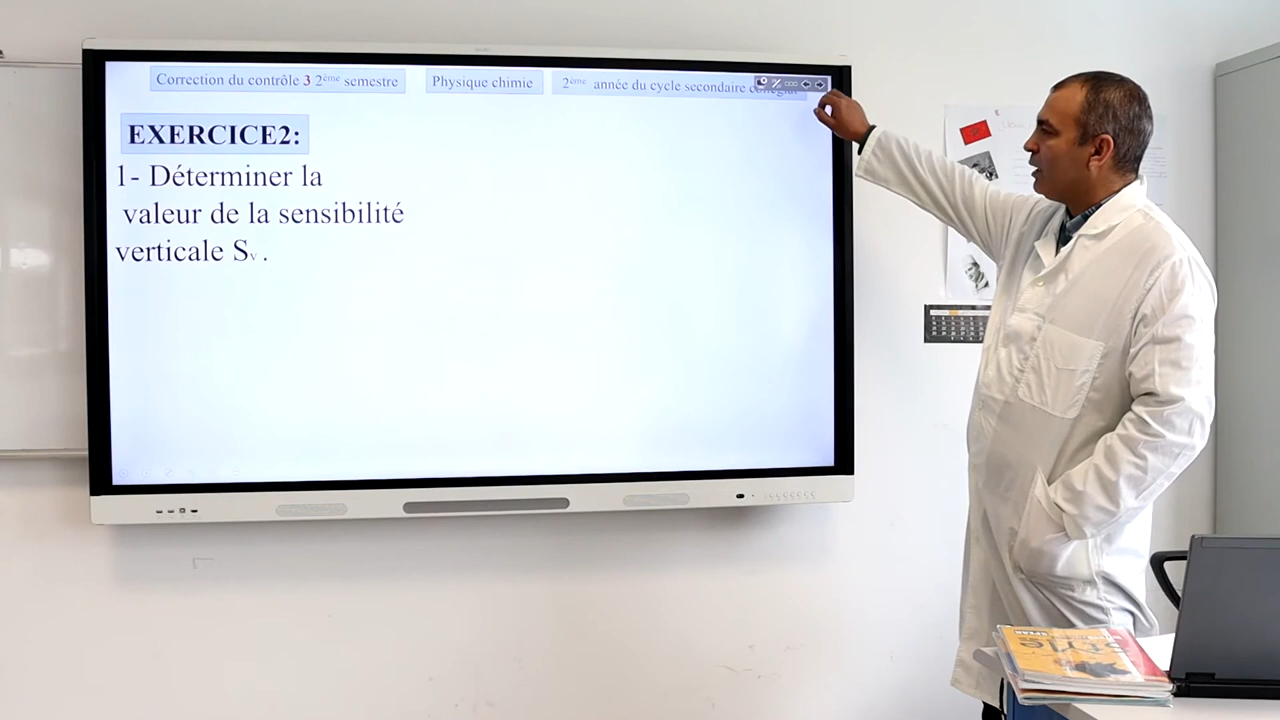 Correction du contrôle 3 2ème semestre
Physique chimie
2ème année du cycle secondaire
EXERCICE2:
1- Déterminer la
valeur de la sensibilité
verticale Sv .
style